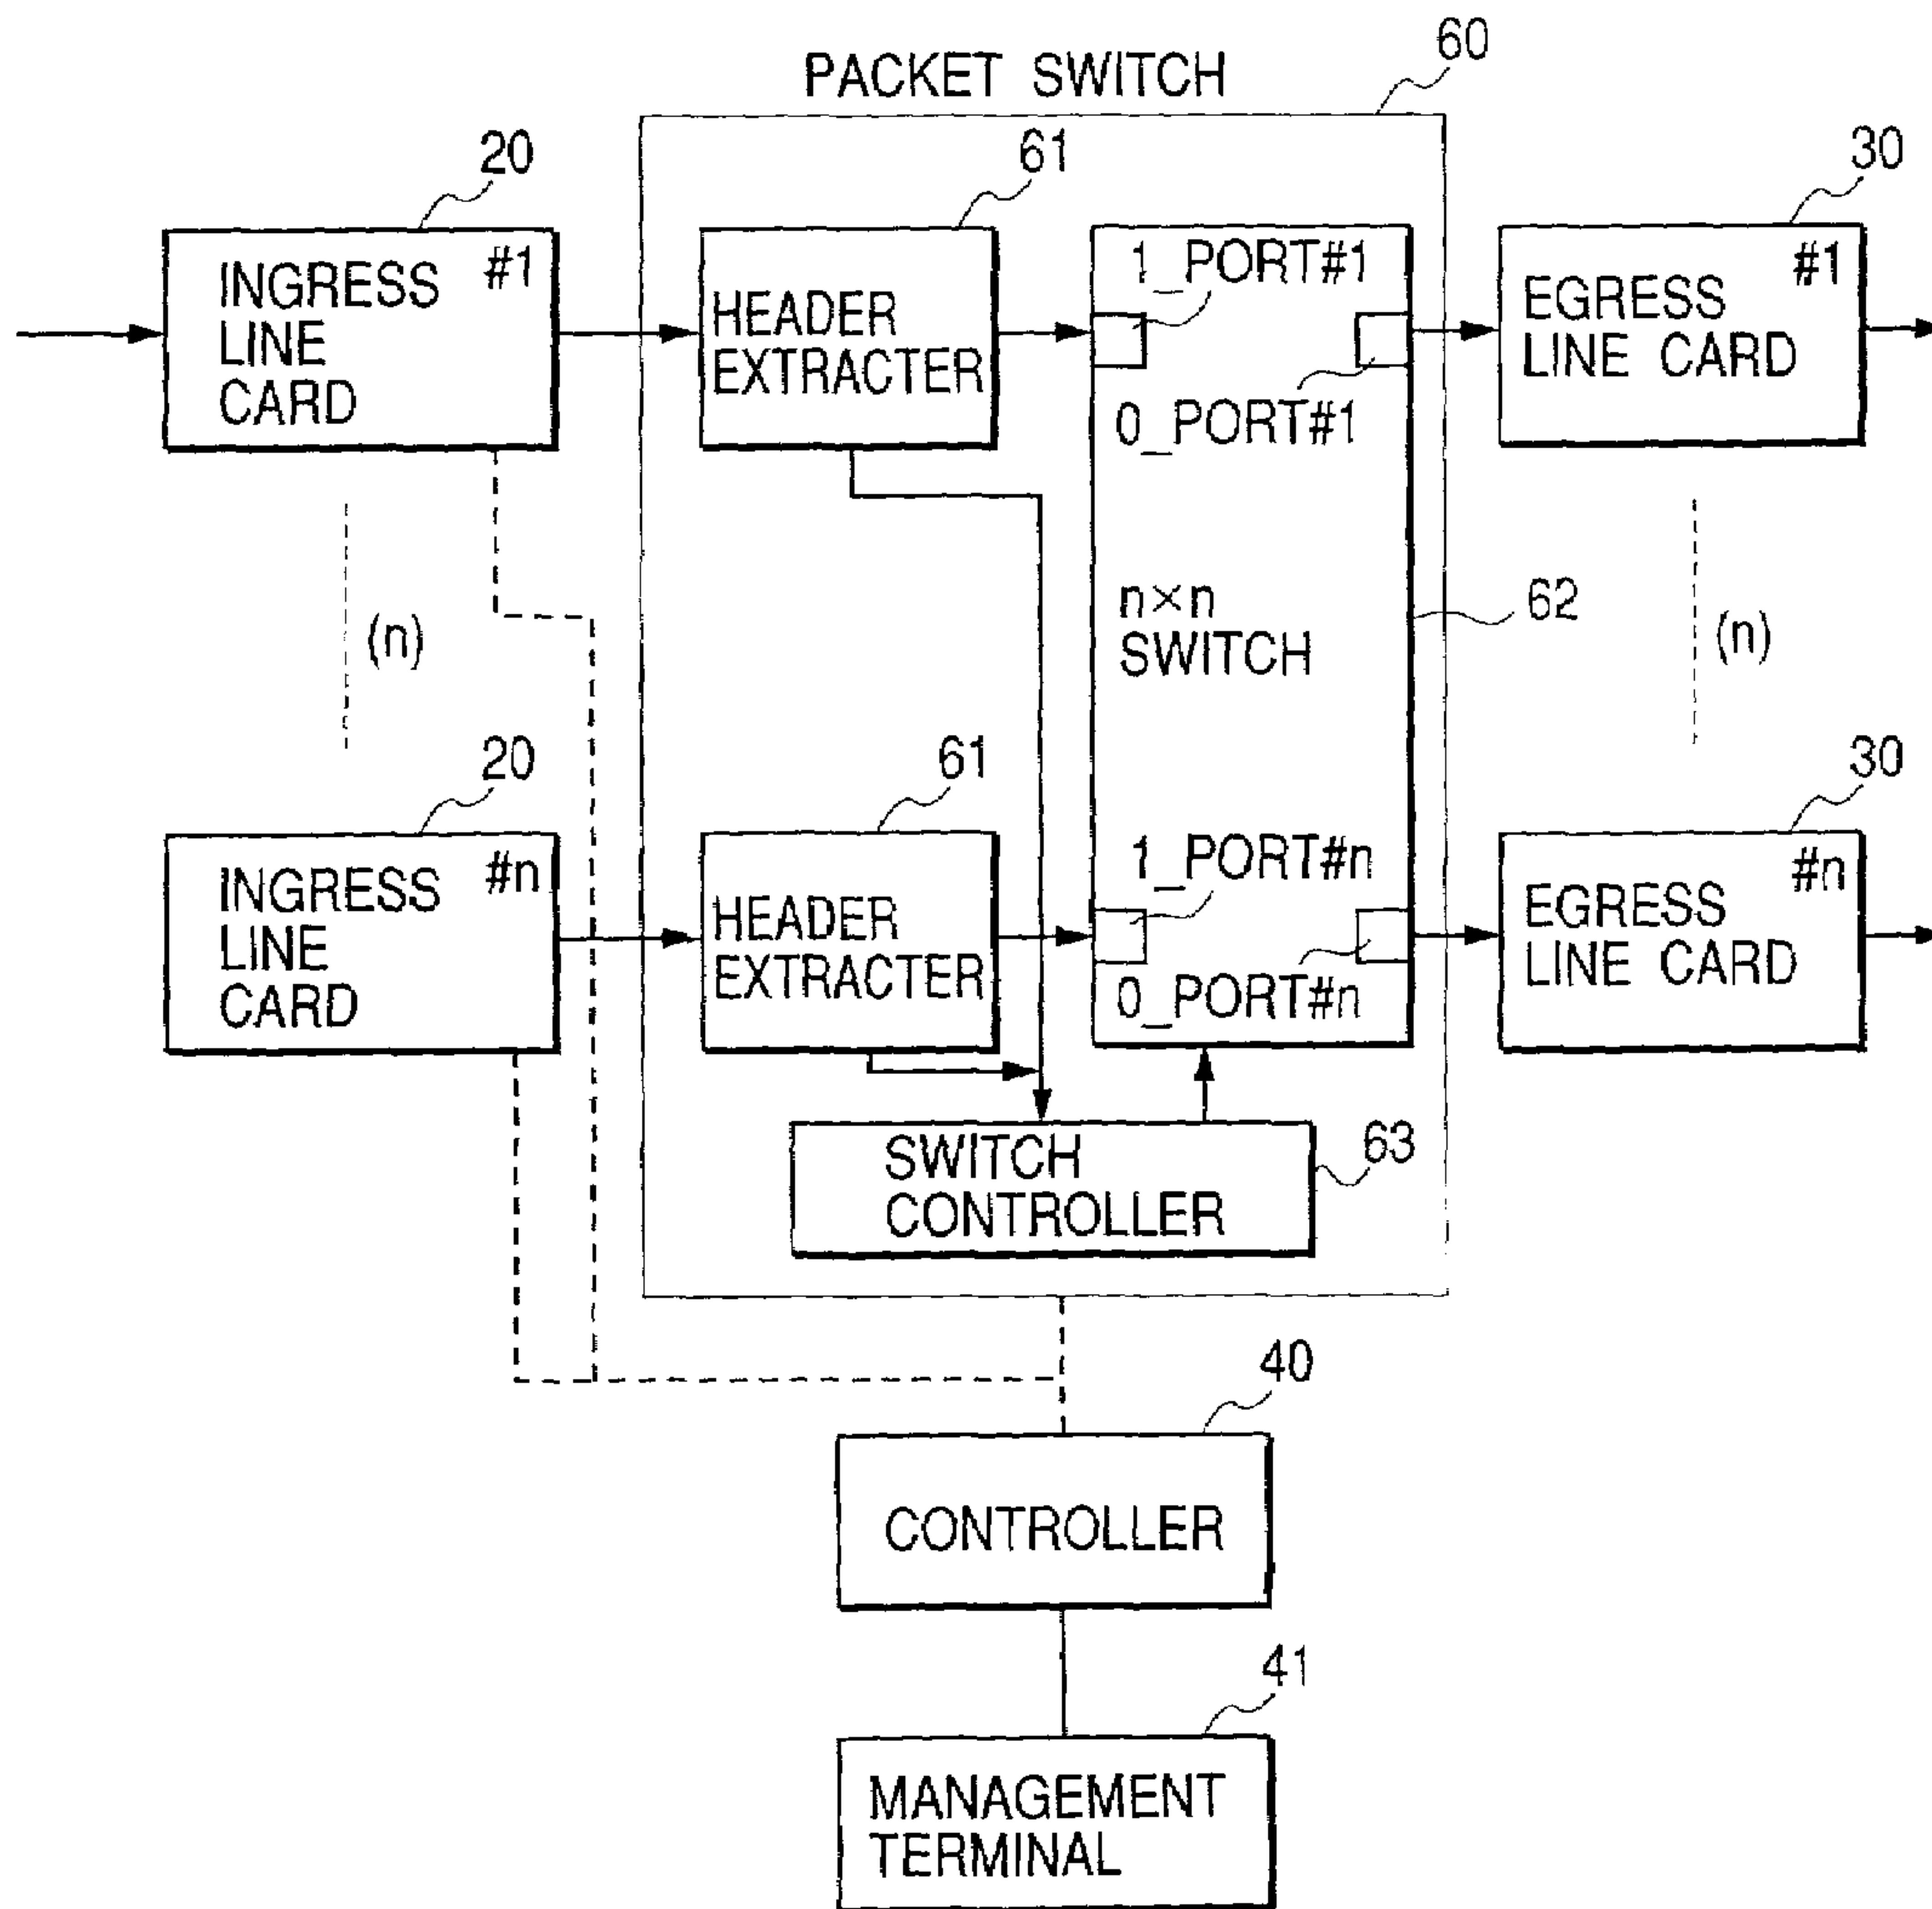 60
PACKET SWITCH
20
61
30
#1
INGRESS
LINE
CARD
HEADER
EXTRACTER
1_PORT#1
0_PORT#1
#1
EGRESS
LINE CARD
(n)
n×n
SWITCH
62
(n)
20
61
30
#n
INGRESS
LINE
CARD
HEADER
EXTRACTER
1_PORT#n
0_PORT#n
#n
EGRESS
LINE CARD
SWITCH
CONTROLLER
63
40
CONTROLLER
41
MANAGEMENT
TERMINAL